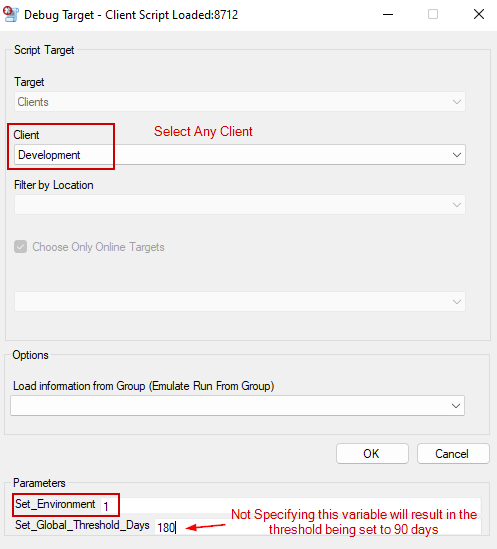 Debug Target - Client Script Loaded:8712
Script Target
Target
Clients
Client
Select Any Client
Development
Filter by Location
Choose Only Online Targets
Options
Load information from Group (Emulate Run From Group)
OK
Cancel
Parameters
Set_Environment 1
Set_Global_Threshold_Days 180
Not Specifying this variable will result in the
threshold being set to 90 days